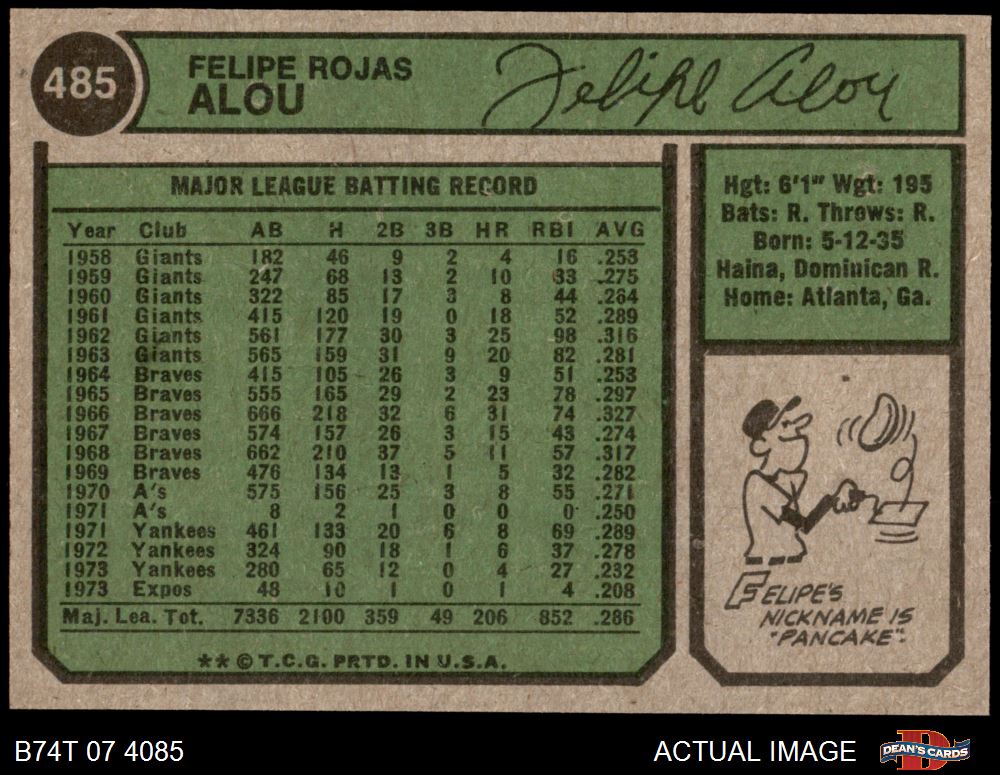 485
FELIPE ROJAS
ALOU
Felipe Alou
MAJOR LEAGUE BATTING RECORD
Year Club AB H 2B 3B HR RBI AVG
1958 Giants 182 46 9 2 4 16 .253
1959 Giants 247 68 13 2 10 33 .275
1960 Giants 322 85 17 3 8 44 .264
1961 Giants 415 120 19 0 18 52 .289
1962 Giants 561 177 30 3 25 98 .316
1963 Giants 565 159 31 9 20 82 .281
1964 Braves 415 105 26 3 9 51 .253
1965 Braves 555 165 29 2 23 78 .297
1966 Braves 666 218 32 6 31 74 .327
1967 Braves 574 157 26 3 15 43 .274
1968 Braves 662 210 37 5 11 57 .317
1969 Braves 476 134 13 1 5 32 .282
1970 A's 575 156 25 3 8 55 .271
1971 A's 8 2 1 0 0 0 .250
1971 Yankees 461 133 20 6 8 69 .289
1972 Yankees 324 90 18 1 6 37 .278
1973 Yankees 280 65 12 0 4 27 .232
1973 Expos 48 10 1 0 1 4 .208
Maj. Lea. Tot. 7336 2100 359 49 206 852 .286
** © T.C.G. PRTD. IN U.S.A.
Hgt: 6'1" Wgt: 195
Bats: R. Throws: R.
Born: 5-12-35
Haina, Dominican R.
Home: Atlanta, Ga.
FELIPE'S
NICKNAME IS
"PANCAKE".
B74T 07 4085
ACTUAL IMAGE
DEAN'S CARDS